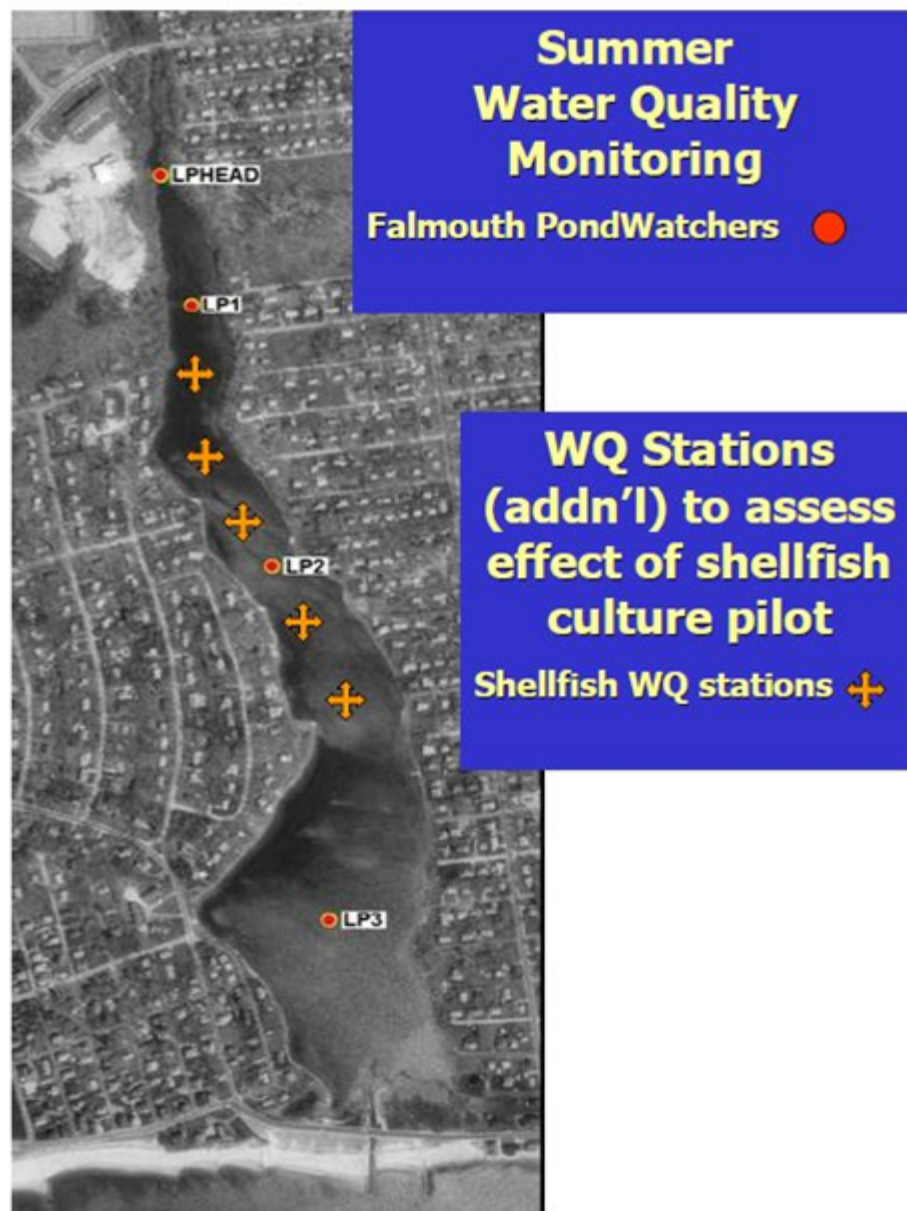 Summer
Water Quality
Monitoring
Falmouth PondWatchers
LPHEAD
LP1
WQ Stations
(addn'l) to assess
effect of shellfish
culture pilot
LP2
Shellfish WQ stations
LP3